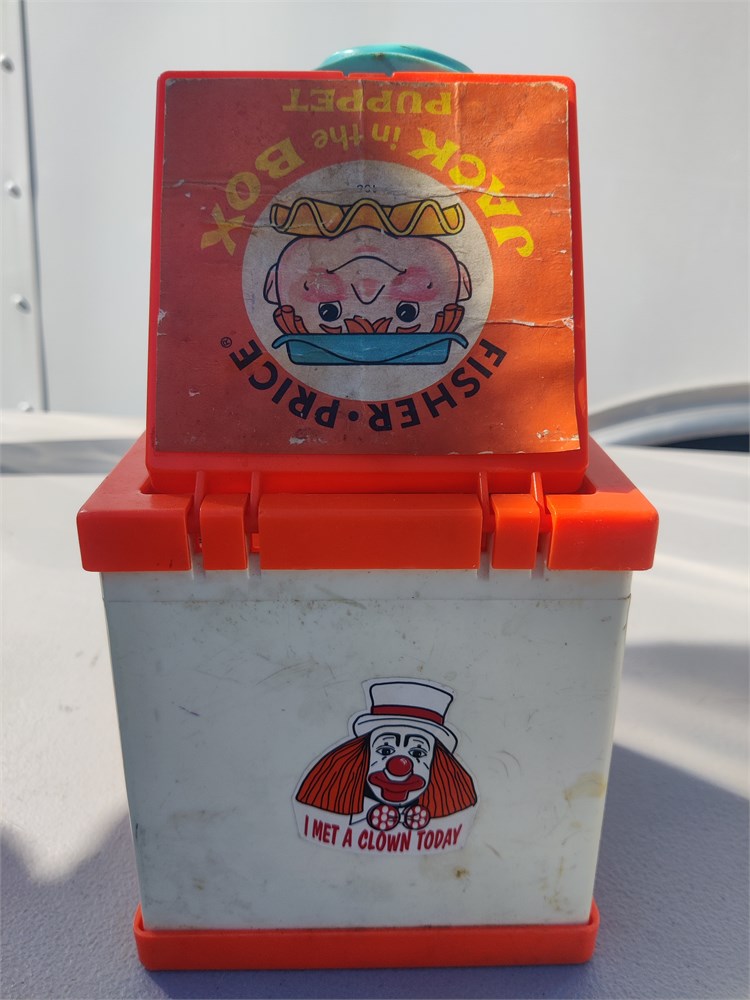 FISHER·PRICE®
JACK in the BOX
PUPPET
I MET A CLOWN TODAY